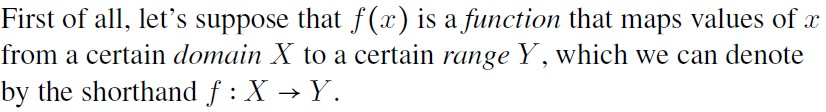 First of all, let’s suppose that f(x) is a function that maps values of x
from a certain domain X to a certain range Y, which we can denote
by the shorthand f : X → Y.